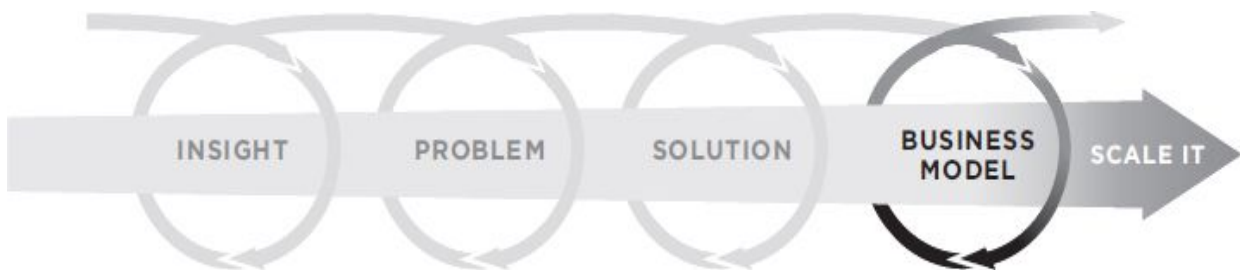 INSIGHT
PROBLEM
SOLUTION
BUSINESS
MODEL
SCALE IT